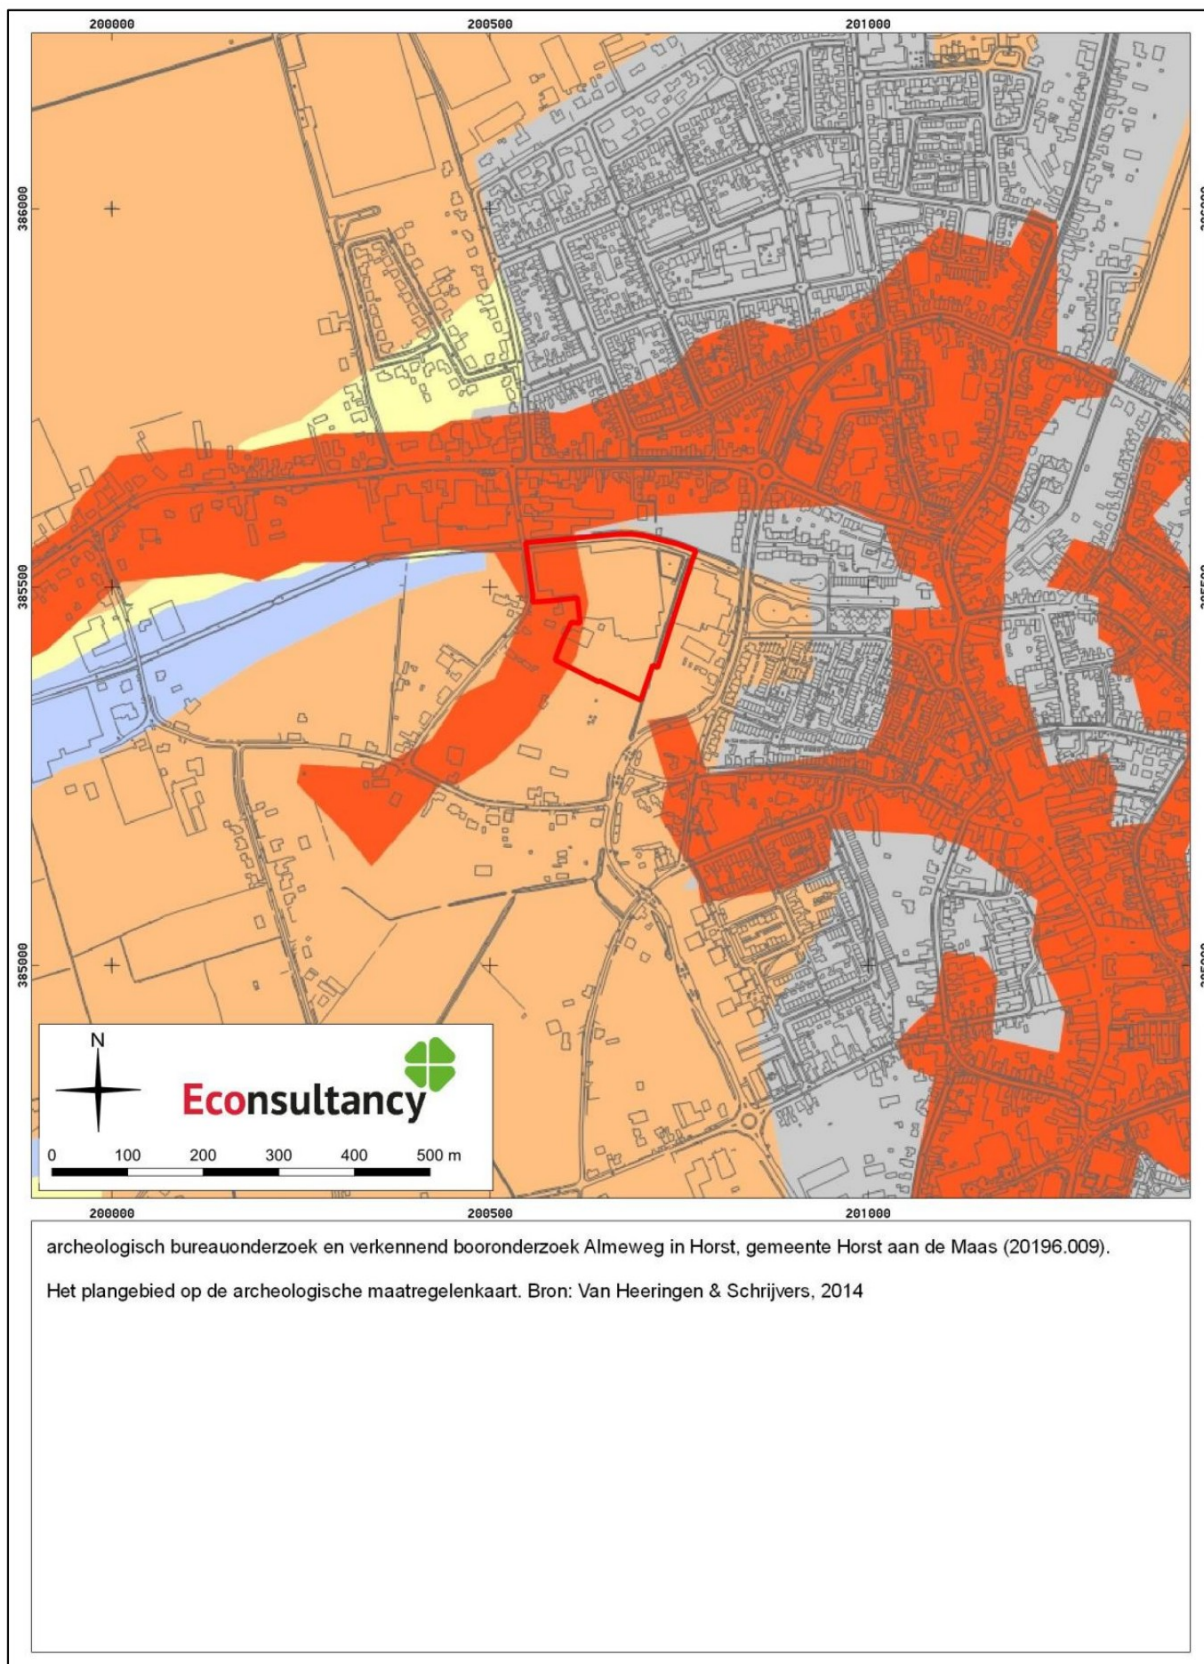 200000 200500 201000
386000
385500
385000
N
Econsultancy
0 100 200 300 400 500 m
200000 200500 201000
archeologisch bureauonderzoek en verkennend booronderzoek Almeweg in Horst, gemeente Horst aan de Maas (20196.009).
Het plangebied op de archeologische maatregelenkaart. Bron: Van Heeringen & Schrijvers, 2014